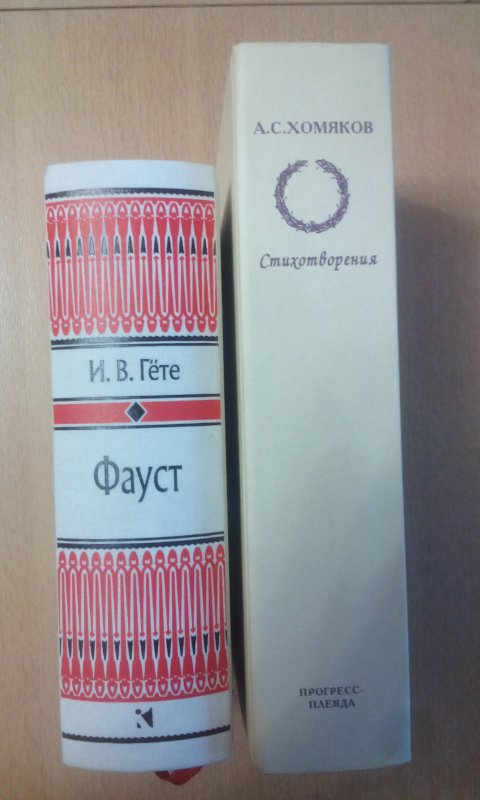 И. В. Гёте
Фауст
А.С.ХОМЯКОВ
Стихотворения
ПРОГРЕСС-
ПЛЕЯДА